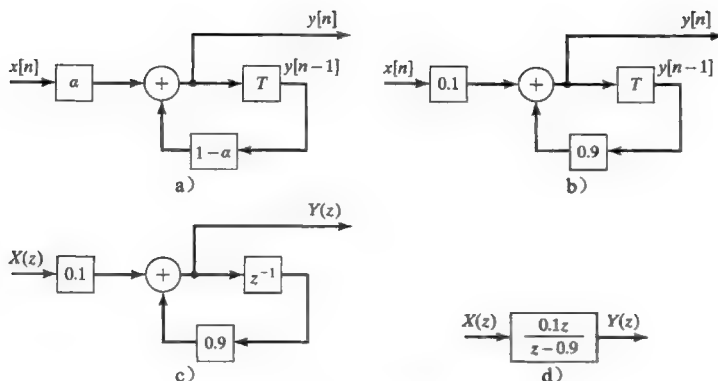 y[n]
x[n] α + T y[n−1]
1−α
a）
y[n]
x[n] 0.1 + T y[n−1]
0.9
b）
Y(z)
X(z) 0.1 + z⁻¹
0.9
c）
X(z) 0.1z / z−0.9 Y(z)
d）